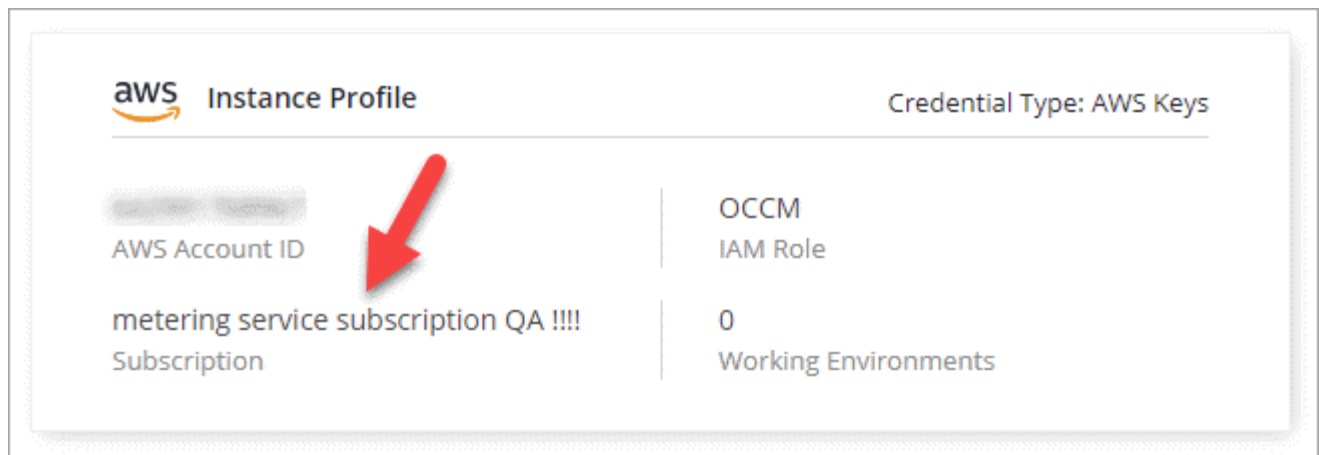 aws Instance Profile
Credential Type: AWS Keys
AWS Account ID
OCCM
IAM Role
metering service subscription QA !!!!
Subscription
0
Working Environments